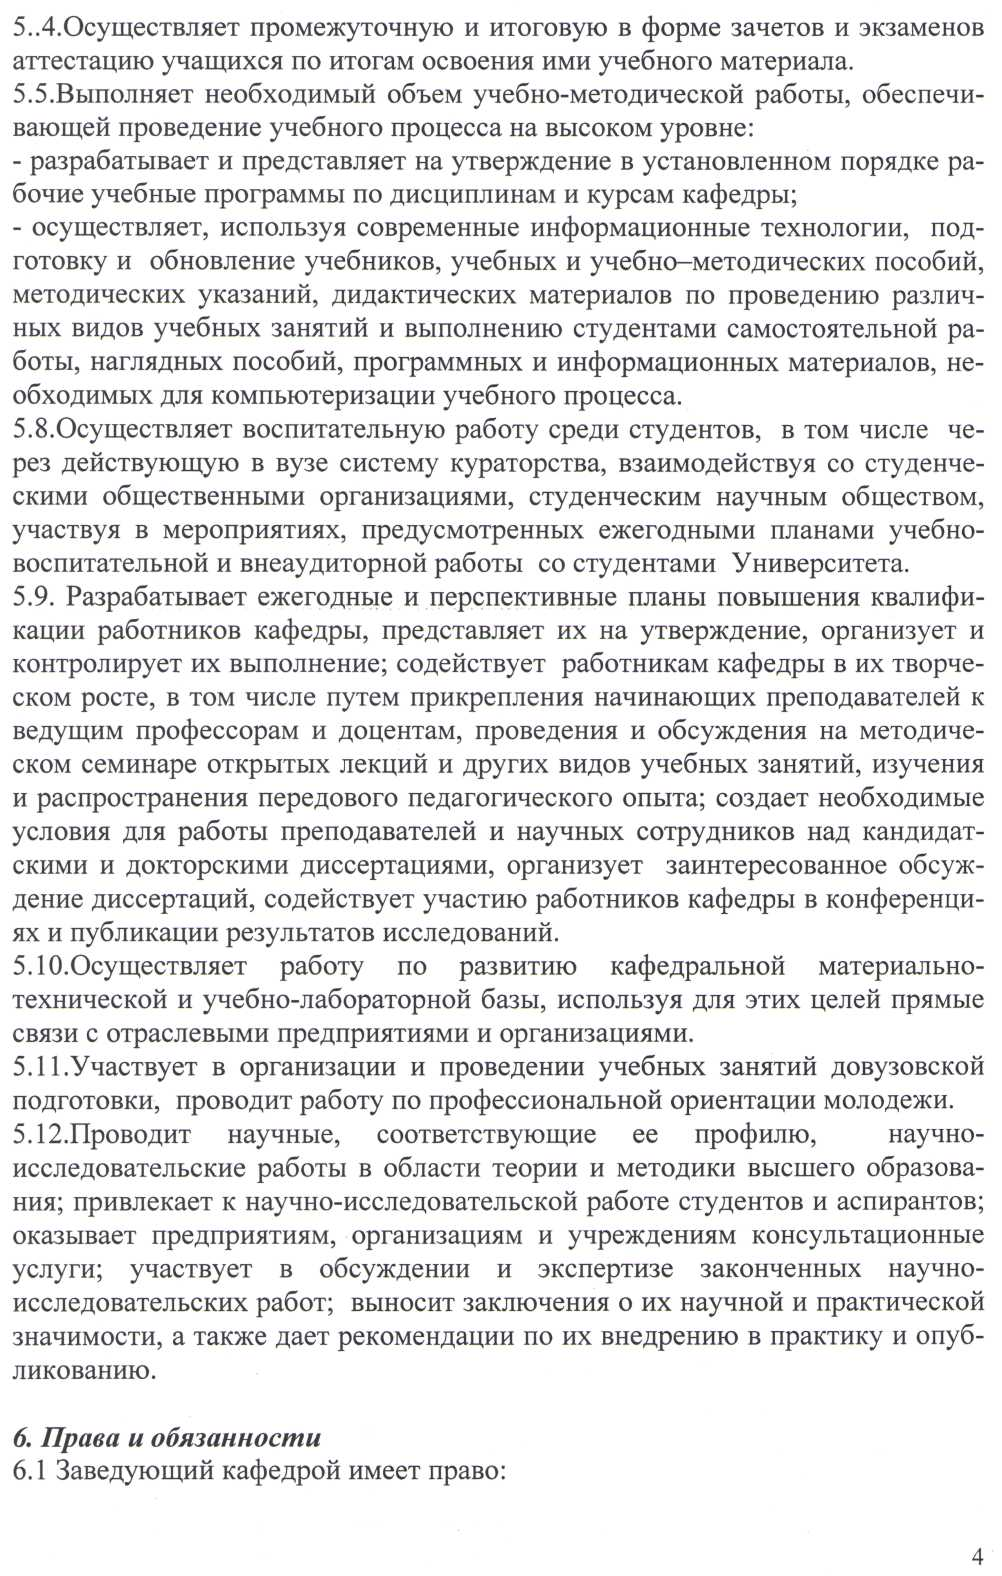 5..4.Осуществляет промежуточную и итоговую в форме зачетов и экзаменов
аттестацию учащихся по итогам освоения ими учебного материала.
5.5.Выполняет необходимый объем учебно-методической работы, обеспечи-
вающей проведение учебного процесса на высоком уровне:
- разрабатывает и представляет на утверждение в установленном порядке ра-
бочие учебные программы по дисциплинам и курсам кафедры;
- осуществляет, используя современные информационные технологии, под-
готовку и обновление учебников, учебных и учебно–методических пособий,
методических указаний, дидактических материалов по проведению различ-
ных видов учебных занятий и выполнению студентами самостоятельной ра-
боты, наглядных пособий, программных и информационных материалов, не-
обходимых для компьютеризации учебного процесса.
5.8.Осуществляет воспитательную работу среди студентов, в том числе че-
рез действующую в вузе систему кураторства, взаимодействуя со студенче-
скими общественными организациями, студенческим научным обществом,
участвуя в мероприятиях, предусмотренных ежегодными планами учебно-
воспитательной и внеаудиторной работы со студентами Университета.
5.9. Разрабатывает ежегодные и перспективные планы повышения квалифи-
кации работников кафедры, представляет их на утверждение, организует и
контролирует их выполнение; содействует работникам кафедры в их творче-
ском росте, в том числе путем прикрепления начинающих преподавателей к
ведущим профессорам и доцентам, проведения и обсуждения на методиче-
ском семинаре открытых лекций и других видов учебных занятий, изучения
и распространения передового педагогического опыта; создает необходимые
условия для работы преподавателей и научных сотрудников над кандидат-
скими и докторскими диссертациями, организует заинтересованное обсуж-
дение диссертаций, содействует участию работников кафедры в конференци-
ях и публикации результатов исследований.
5.10.Осуществляет работу по развитию кафедральной материально-
технической и учебно-лабораторной базы, используя для этих целей прямые
связи с отраслевыми предприятиями и организациями.
5.11.Участвует в организации и проведении учебных занятий довузовской
подготовки, проводит работу по профессиональной ориентации молодежи.
5.12.Проводит научные, соответствующие ее профилю, научно-
исследовательские работы в области теории и методики высшего образова-
ния; привлекает к научно-исследовательской работе студентов и аспирантов;
оказывает предприятиям, организациям и учреждениям консультационные
услуги; участвует в обсуждении и экспертизе законченных научно-
исследовательских работ; выносит заключения о их научной и практической
значимости, а также дает рекомендации по их внедрению в практику и опуб-
ликованию.
6. Права и обязанности
6.1 Заведующий кафедрой имеет право:
4